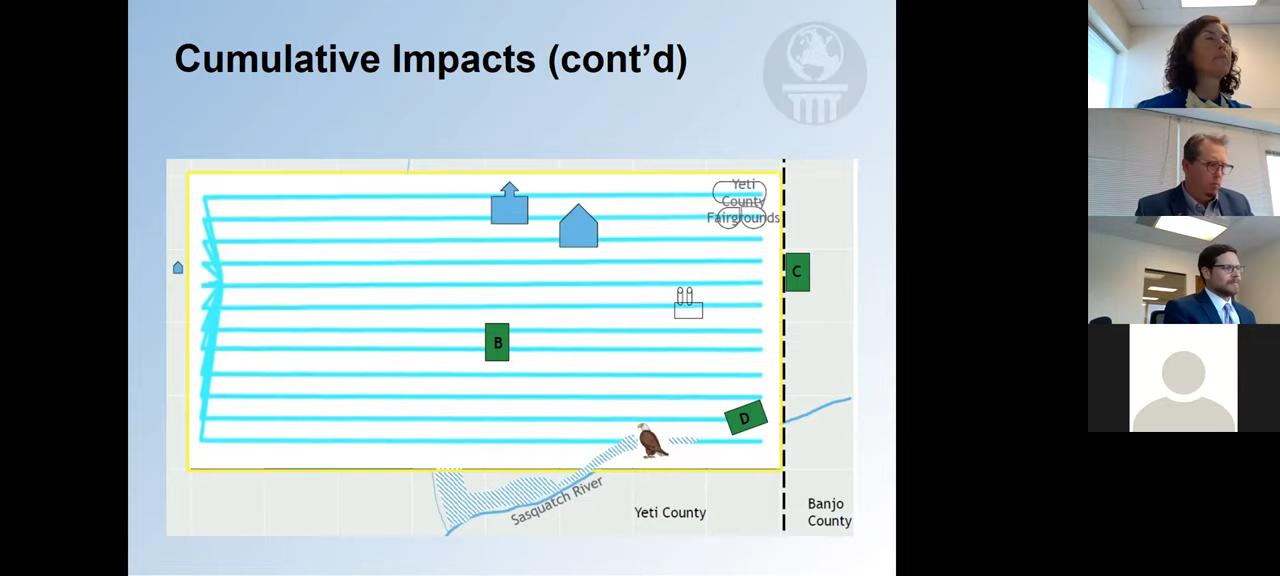 Cumulative Impacts (cont’d)
Yeti
County
Fairgrounds
C
B
D
Sasquatch River
Yeti County
Banjo
County